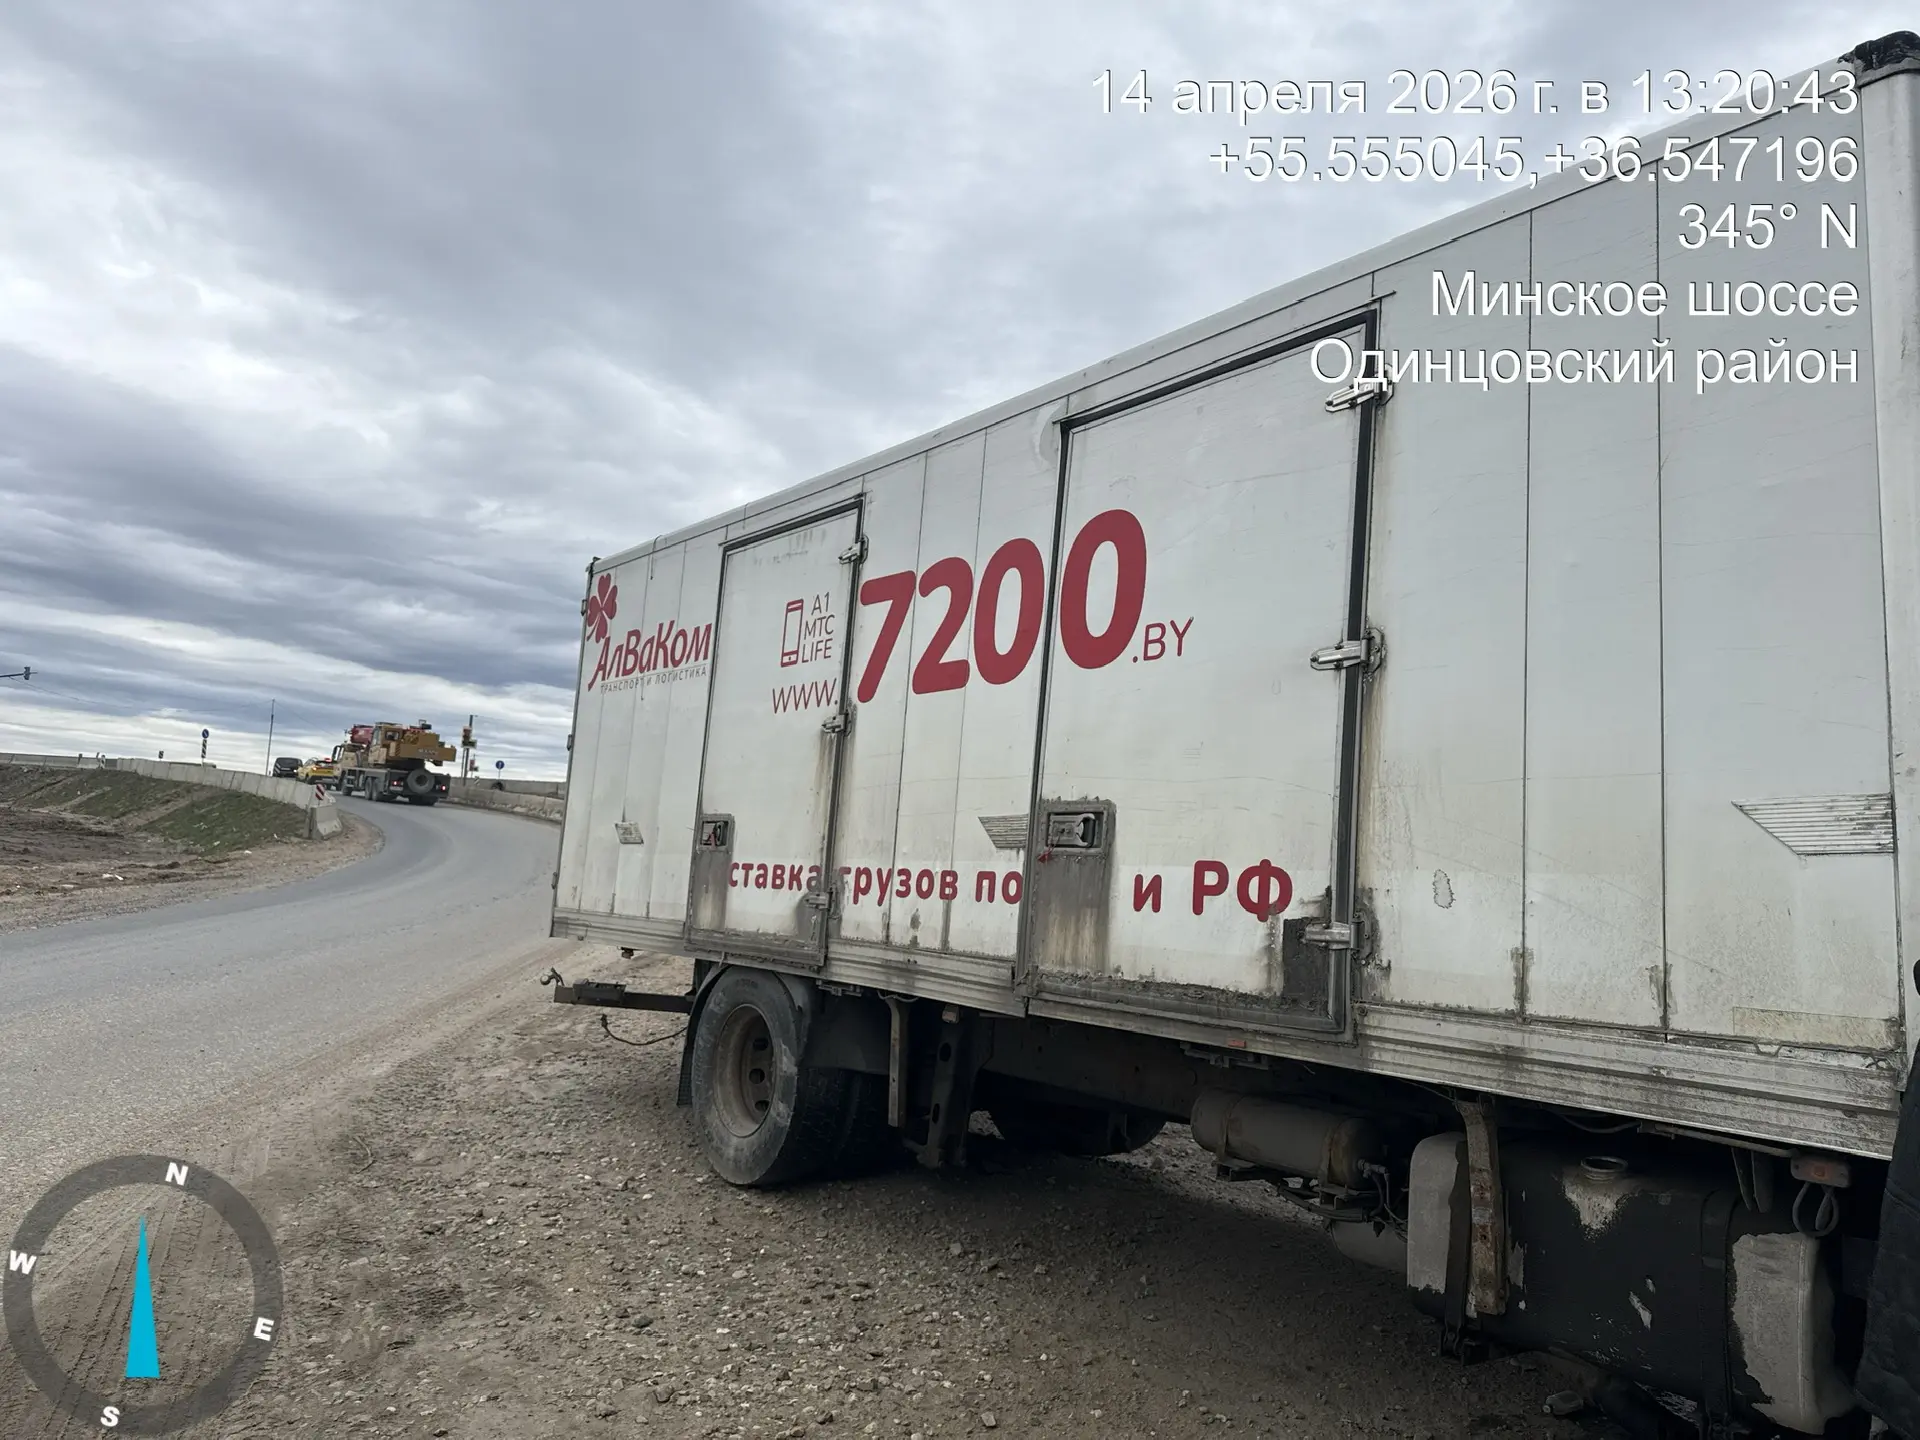 14 апреля 2026 г. в 13:20:43
+55.555045,+36.547196
345° N
Минское шоссе
Одинцовский район
АлВаКом
ТРАНСПОРТ И ЛОГИСТИКА
A1
МТС
LIFE
WWW.7200.BY
ставка грузов по и РФ
N
W
E
S